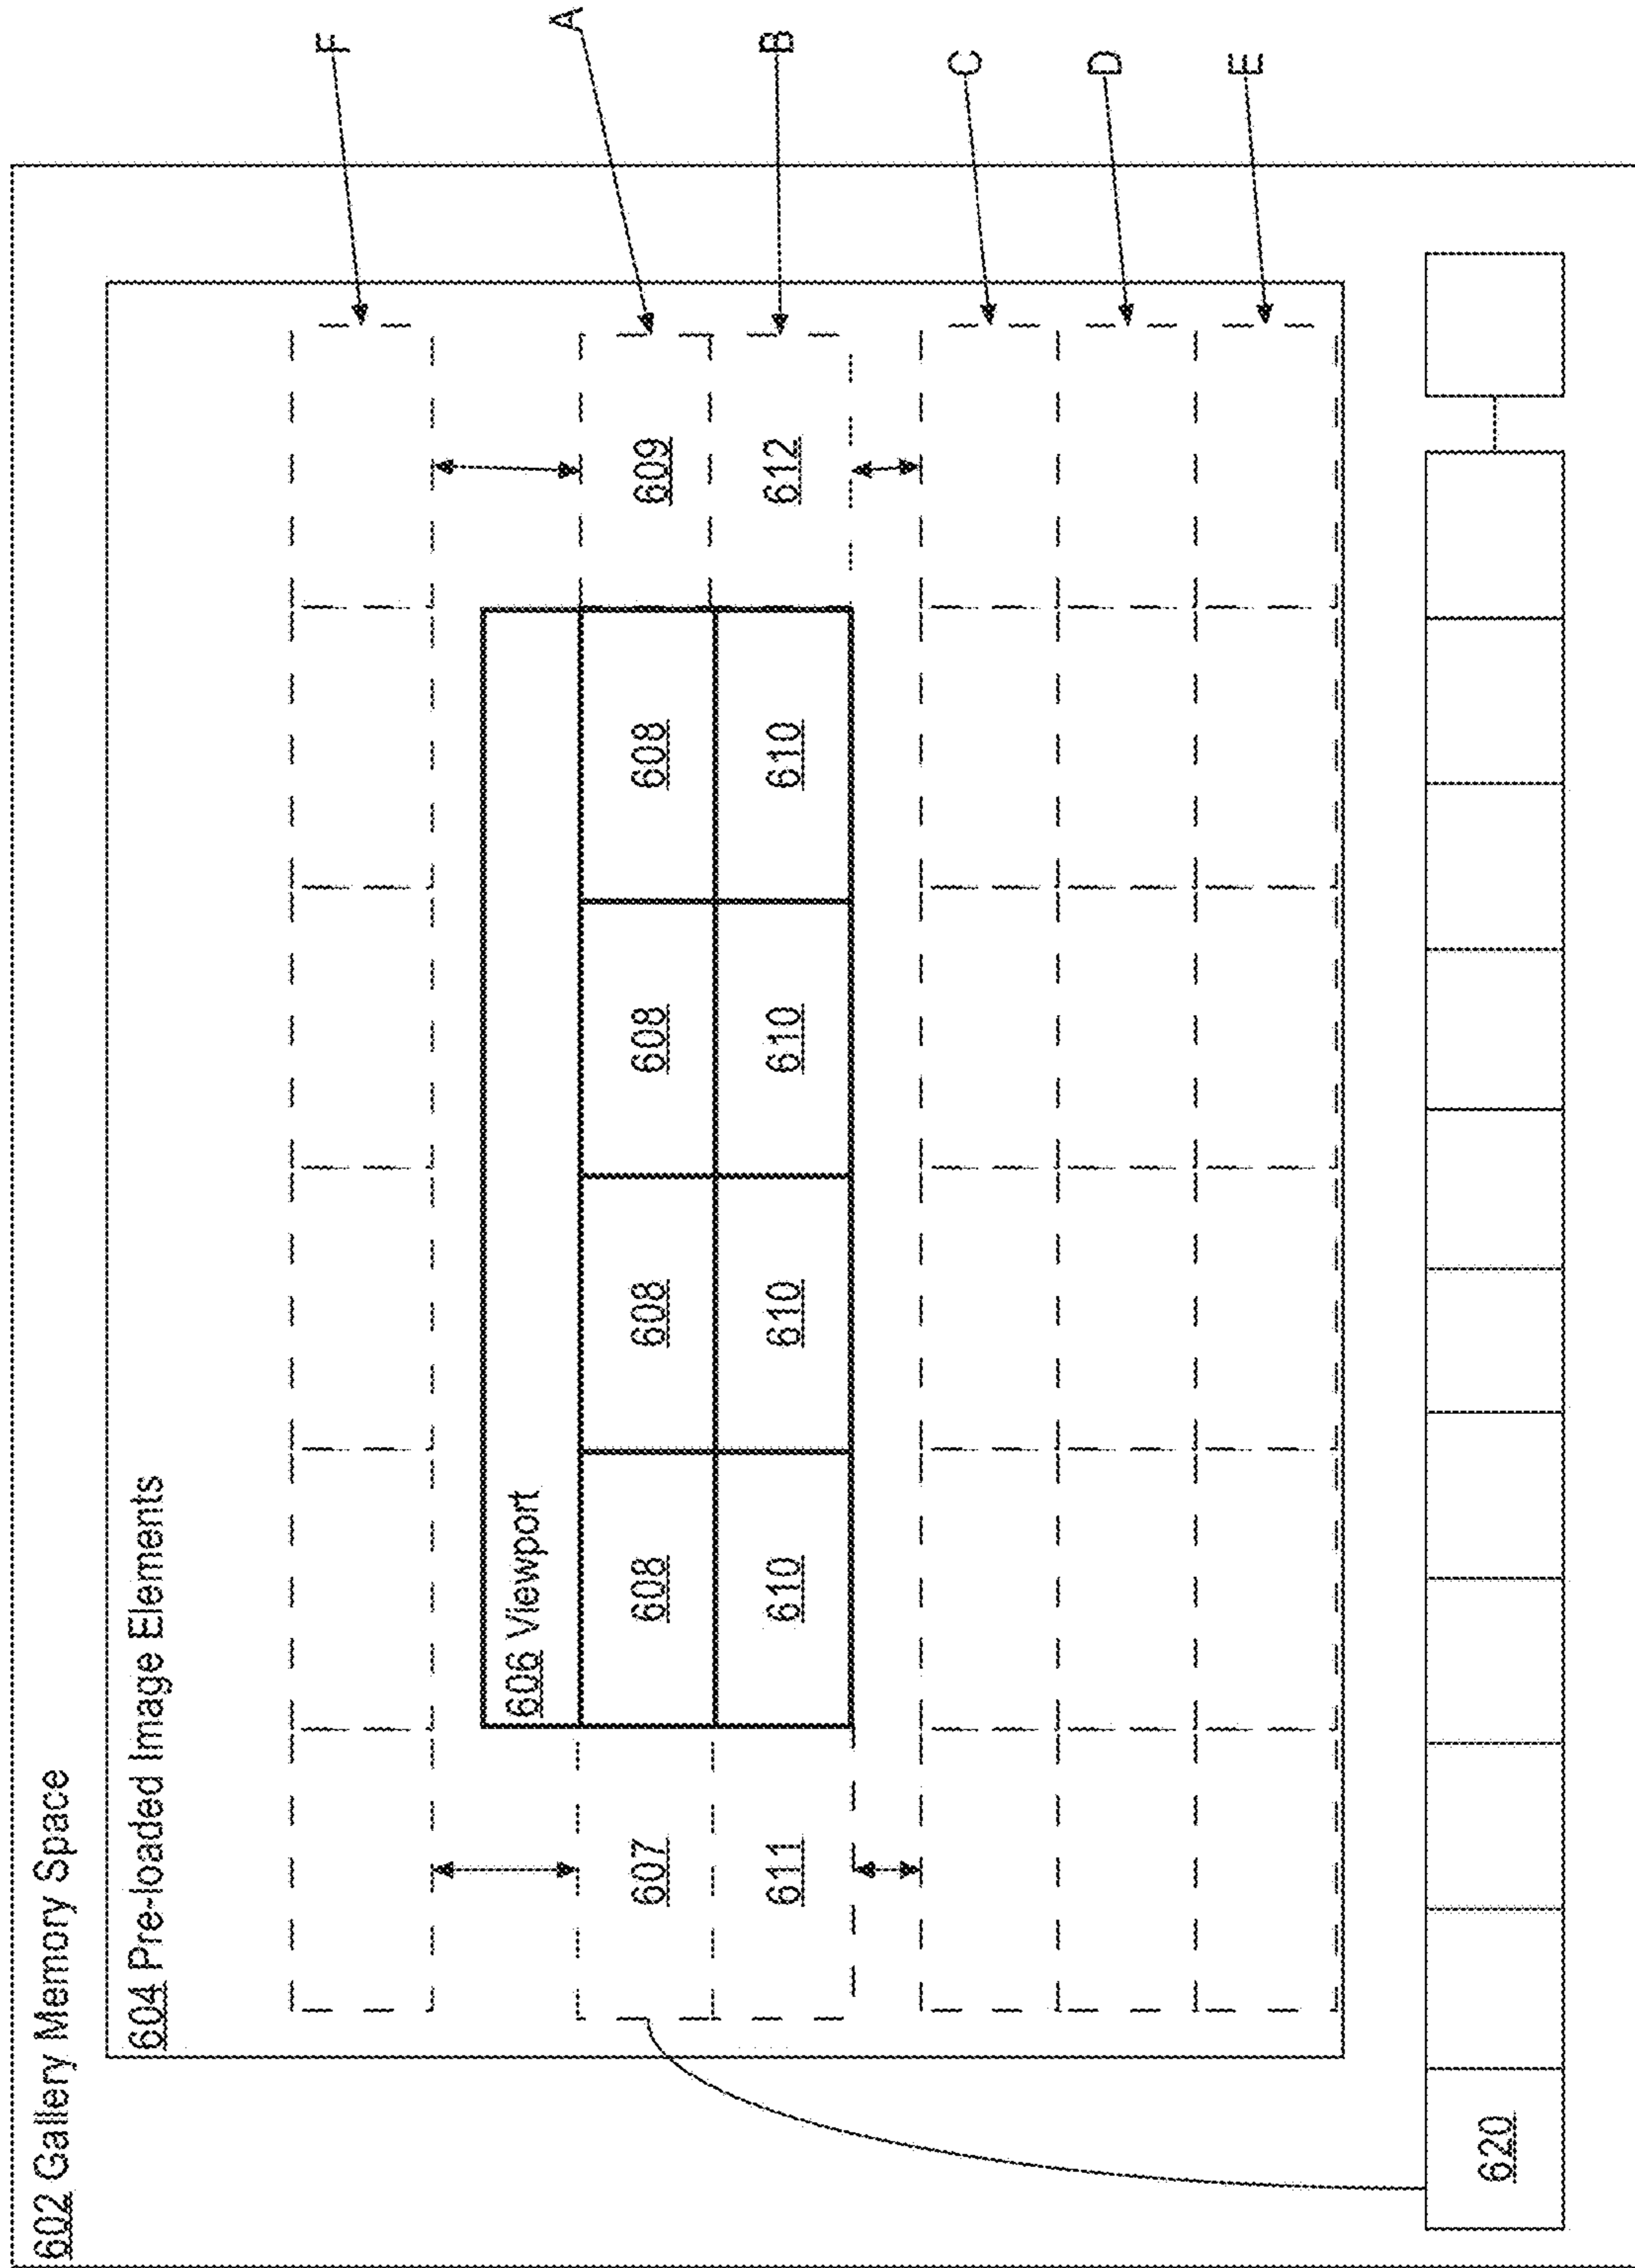 602 Gallery Memory Space
604 Pre-loaded Image Elements
F
606 Viewport
607 608 608 608 608 609
A
611 610 610 610 610 612
B
C
D
E
620